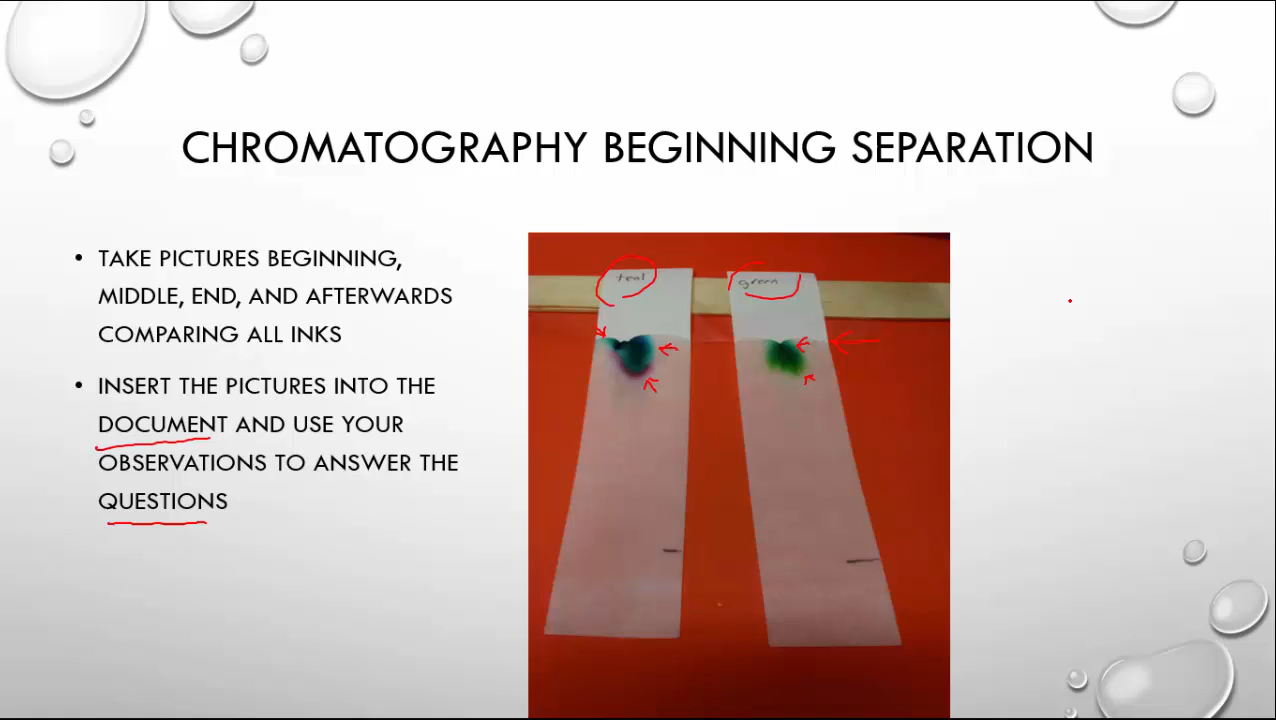 CHROMATOGRAPHY BEGINNING SEPARATION
• TAKE PICTURES BEGINNING,
MIDDLE, END, AND AFTERWARDS
COMPARING ALL INKS
• INSERT THE PICTURES INTO THE
DOCUMENT AND USE YOUR
OBSERVATIONS TO ANSWER THE
QUESTIONS
teal
green